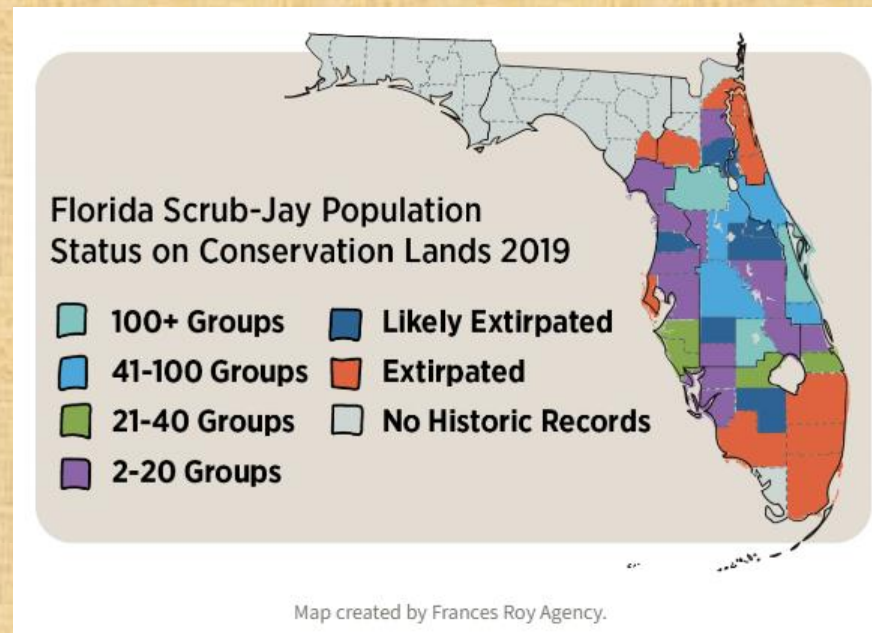 Florida Scrub-Jay Population
Status on Conservation Lands 2019
100+ Groups
41-100 Groups
21-40 Groups
2-20 Groups
Likely Extirpated
Extirpated
No Historic Records
Map created by Frances Roy Agency.